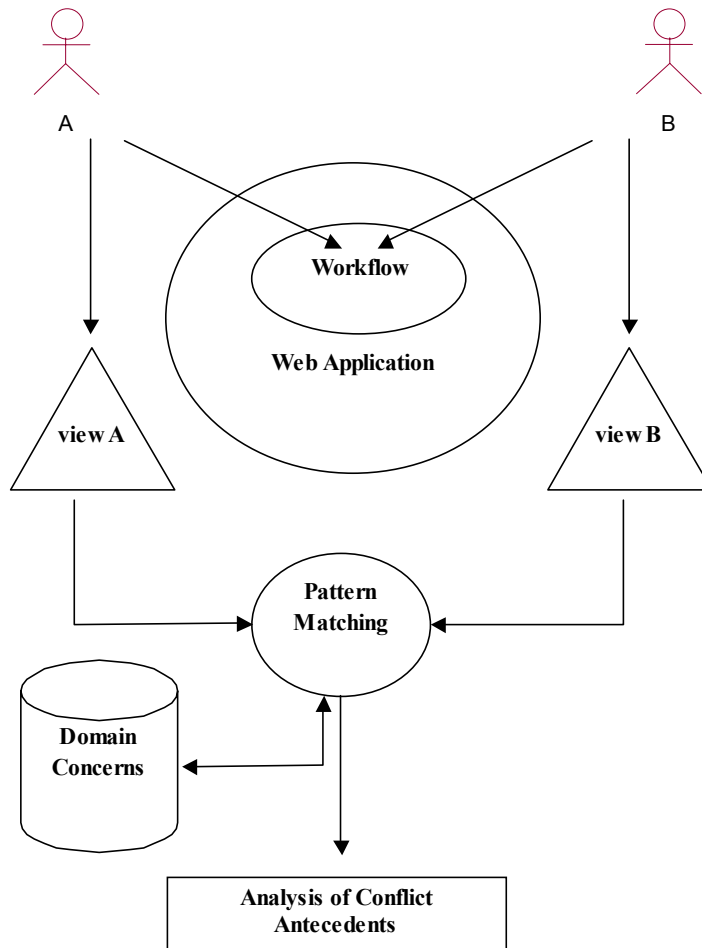 A
B
Workflow
Web Application
view A
view B
Pattern
Matching
Domain
Concerns
Analysis of Conflict
Antecedents